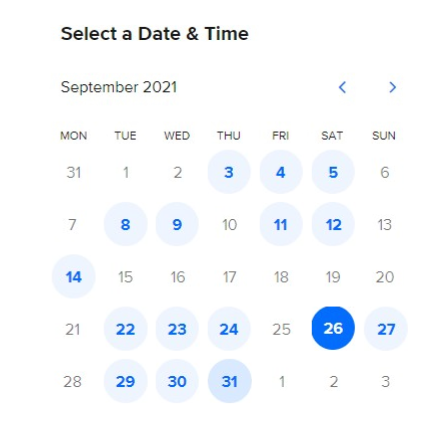 Select a Date & Time
September 2021
MON TUE WED THU FRI SAT SUN
31 1 2 3 4 5 6
7 8 9 10 11 12 13
14 15 16 17 18 19 20
21 22 23 24 25 26 27
28 29 30 31 1 2 3